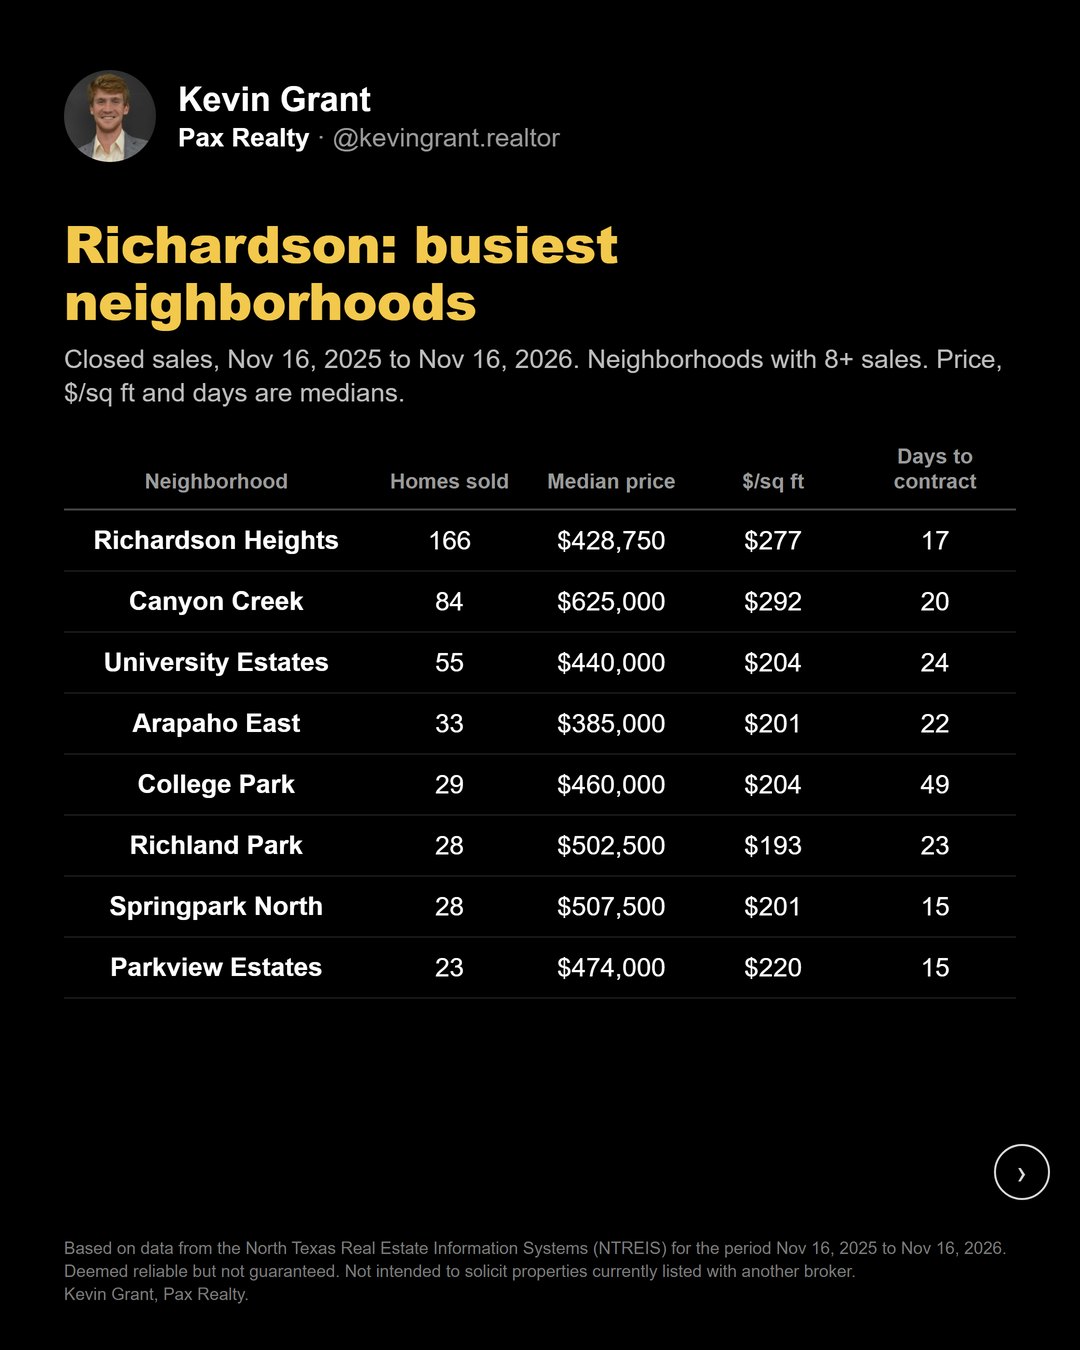 Kevin Grant
Pax Realty · @kevingrant.realtor
Richardson: busiest
neighborhoods
Closed sales, Nov 16, 2025 to Nov 16, 2026. Neighborhoods with 8+ sales. Price,
$/sq ft and days are medians.
Neighborhood Homes sold Median price $/sq ft Days to contract
Richardson Heights 166 $428,750 $277 17
Canyon Creek 84 $625,000 $292 20
University Estates 55 $440,000 $204 24
Arapaho East 33 $385,000 $201 22
College Park 29 $460,000 $204 49
Richland Park 28 $502,500 $193 23
Springpark North 28 $507,500 $201 15
Parkview Estates 23 $474,000 $220 15
›
Based on data from the North Texas Real Estate Information Systems (NTREIS) for the period Nov 16, 2025 to Nov 16, 2026.
Deemed reliable but not guaranteed. Not intended to solicit properties currently listed with another broker.
Kevin Grant, Pax Realty.